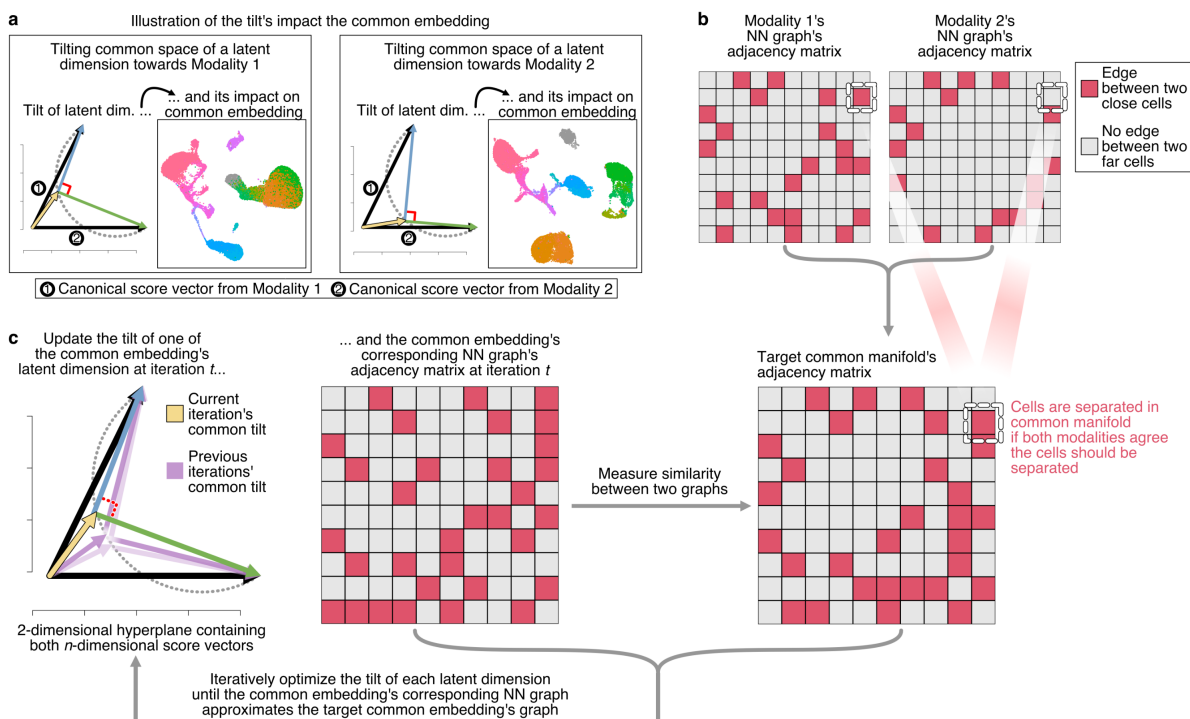 a
Illustration of the tilt's impact the common embedding
Tilting common space of a latent
dimension towards Modality 1
Tilt of latent dim. ...
... and its impact on
common embedding
1
2
Tilting common space of a latent
dimension towards Modality 2
Tilt of latent dim. ...
... and its impact on
common embedding
1
2
1 Canonical score vector from Modality 1
2 Canonical score vector from Modality 2
b
Modality 1's
NN graph's
adjacency matrix
Modality 2's
NN graph's
adjacency matrix
Edge
between two
close cells
No edge
between two
far cells
c
Update the tilt of one of
the common embedding's
latent dimension at iteration t...
Current
iteration's
common tilt
Previous
iterations'
common tilt
2-dimensional hyperplane containing
both n-dimensional score vectors
... and the common embedding's
corresponding NN graph's
adjacency matrix at iteration t
Measure similarity
between two graphs
Target common manifold's
adjacency matrix
Cells are separated in
common manifold
if both modalities agree
the cells should be
separated
Iteratively optimize the tilt of each latent dimension
until the common embedding's corresponding NN graph
approximates the target common embedding's graph